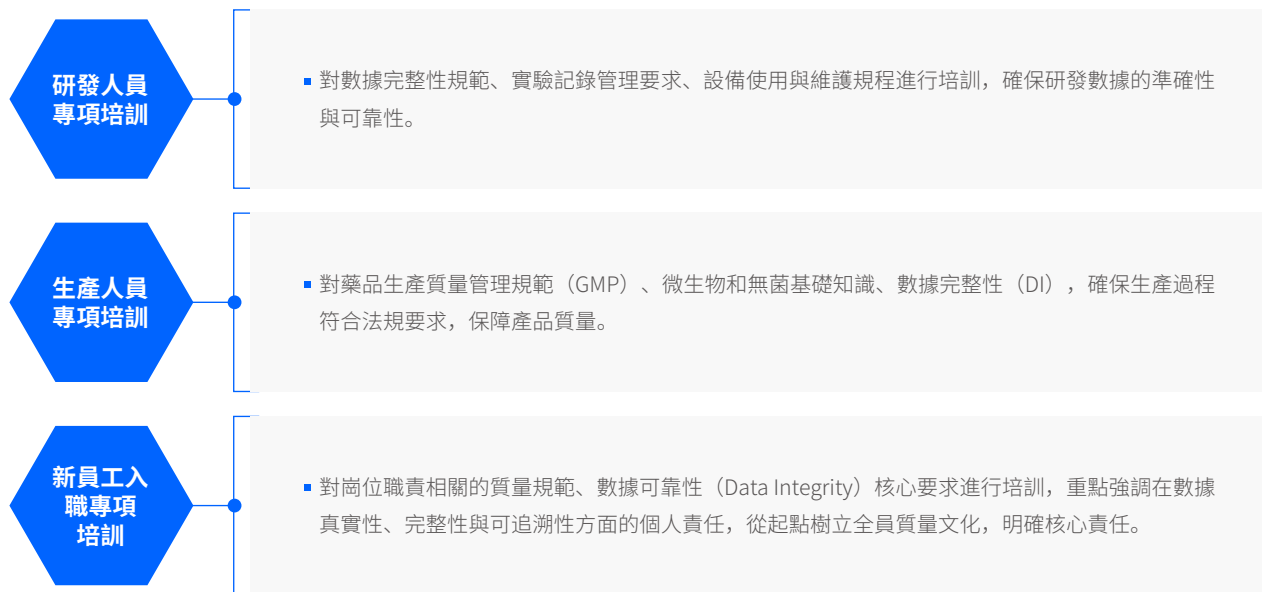 研發人員
專項培訓
對數據完整性規範、實驗記錄管理要求、設備使用與維護規程進行培訓，確保研發數據的準確性
與可靠性。
生產人員
專項培訓
對藥品生產質量管理規範（GMP）、微生物和無菌基礎知識、數據完整性（DI），確保生產過程
符合法規要求，保障產品質量。
新員工入
職專項
培訓
對崗位職責相關的質量規範、數據可靠性（Data Integrity）核心要求進行培訓，重點強調在數據
真實性、完整性與可追溯性方面的個人責任，從起點樹立全員質量文化，明確核心責任。